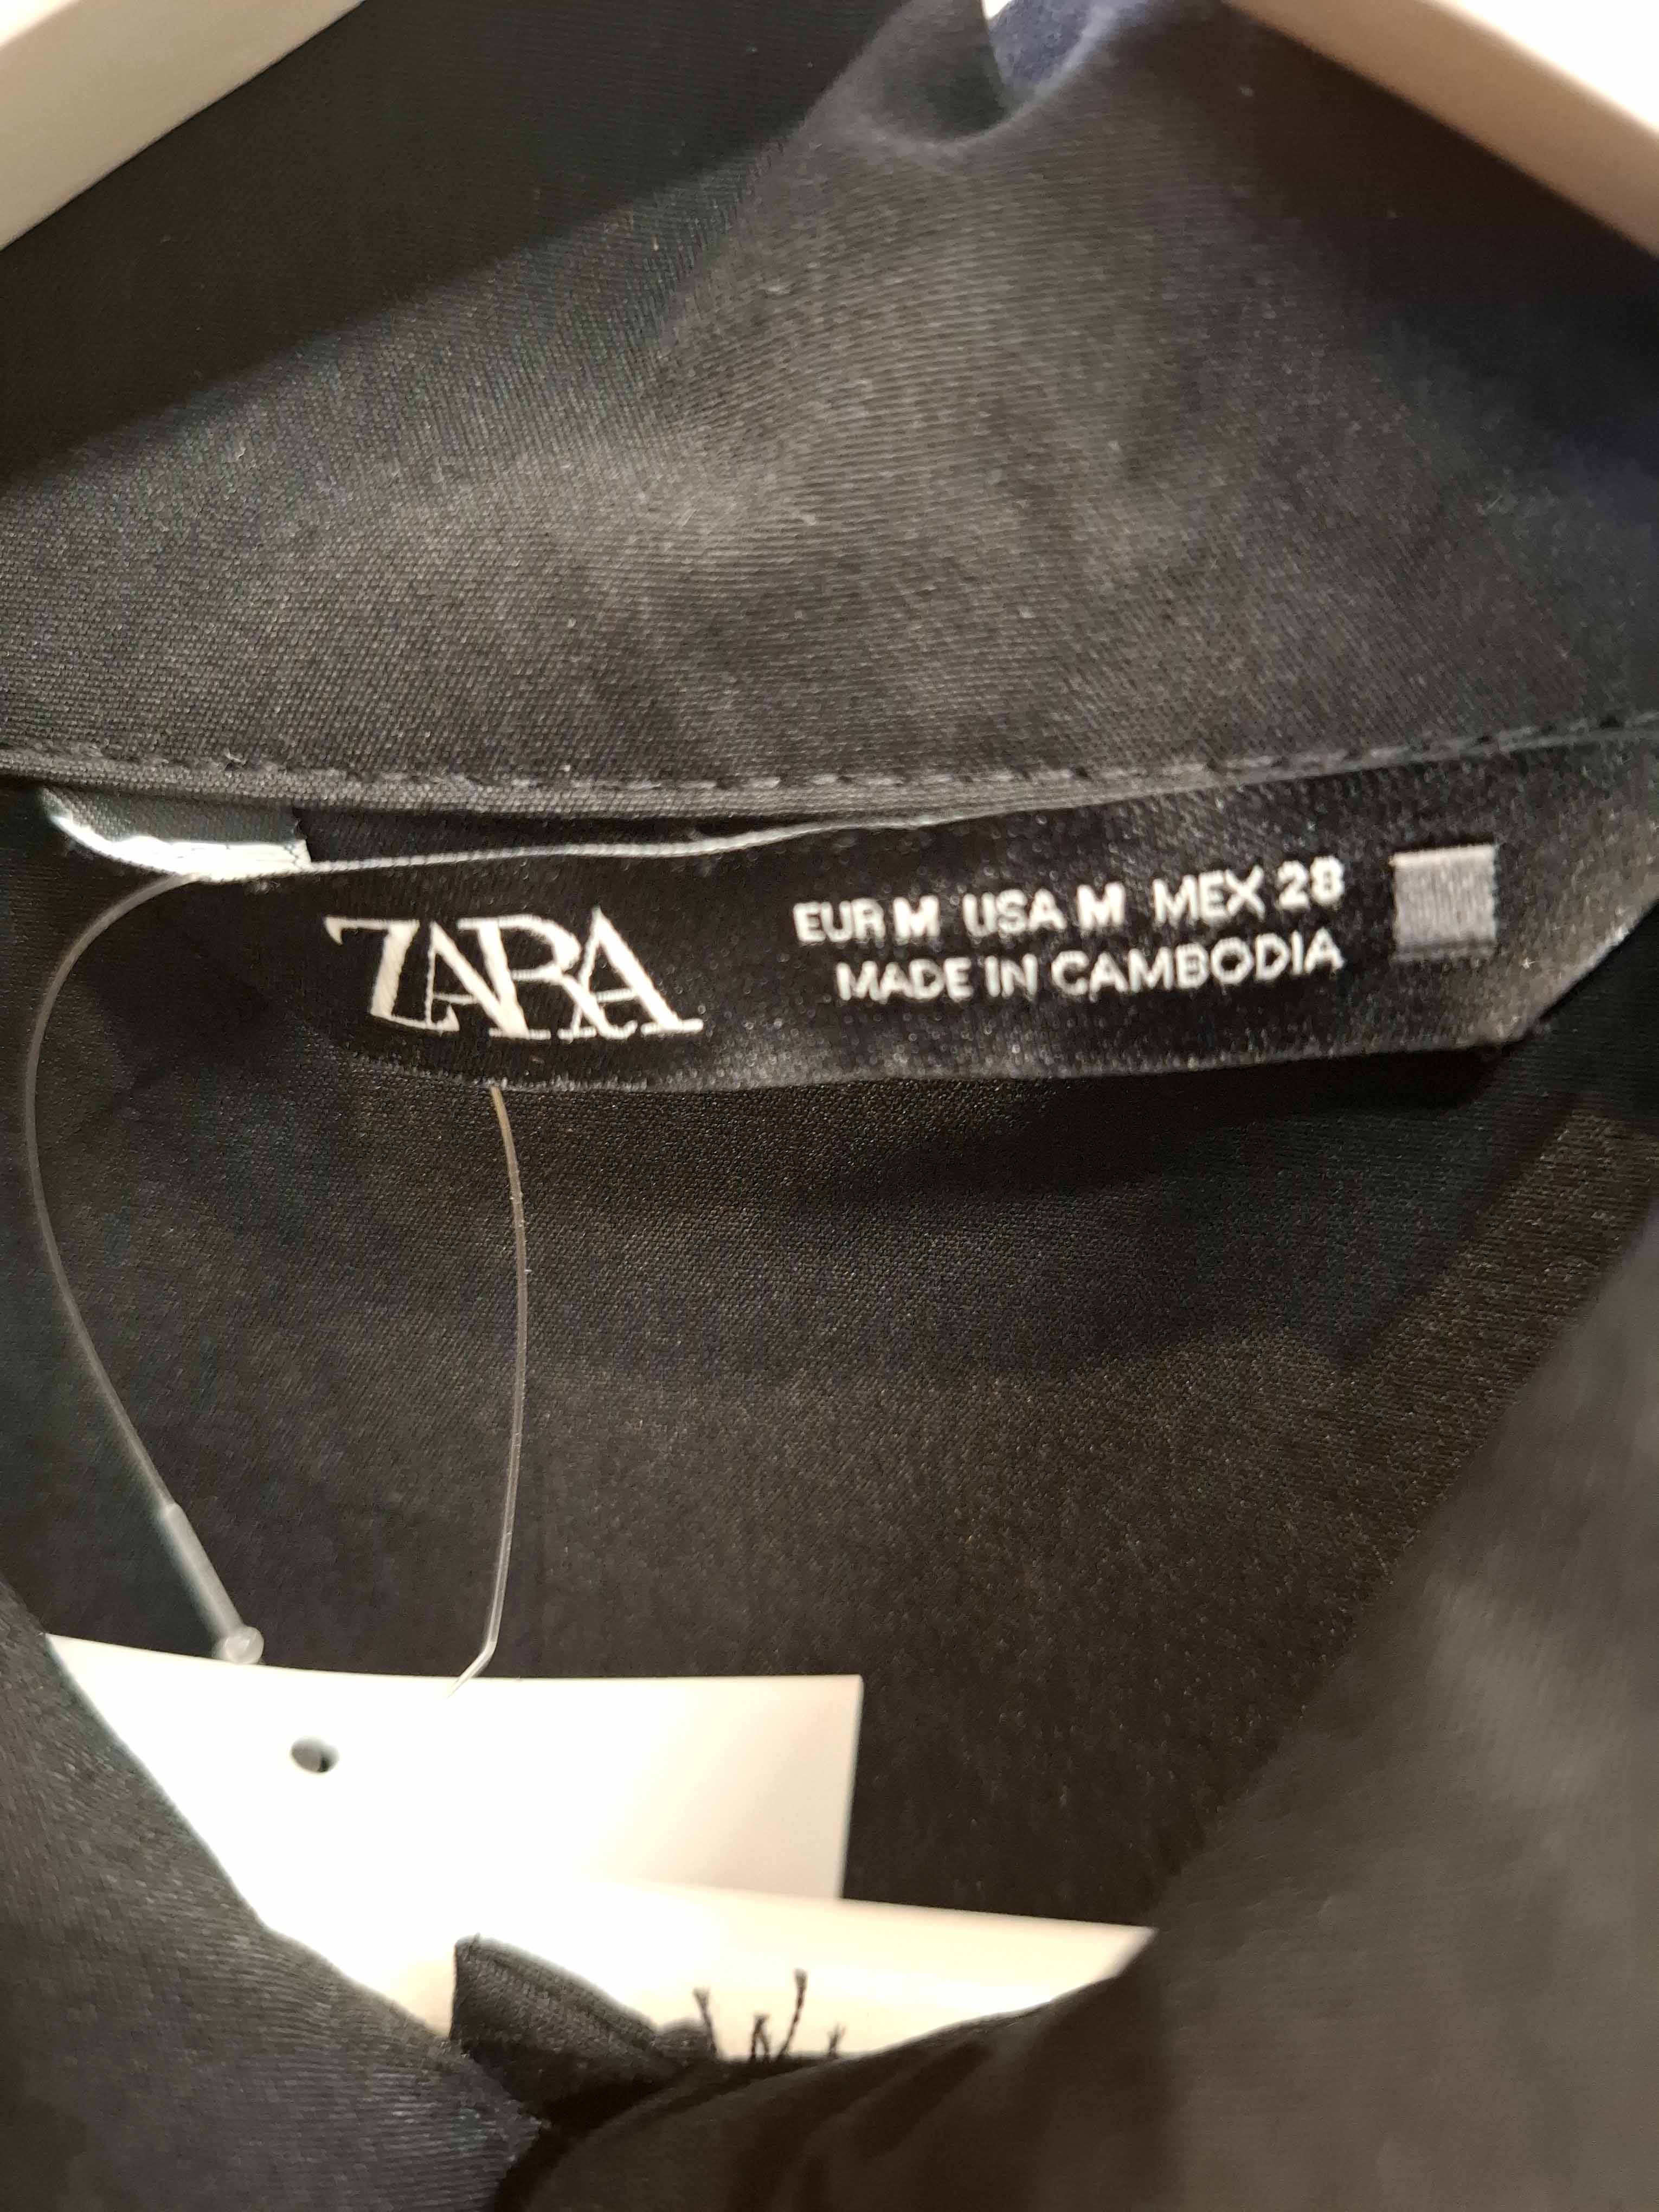 ZARA
EUR M USA M MEX 28
MADE IN CAMBODIA